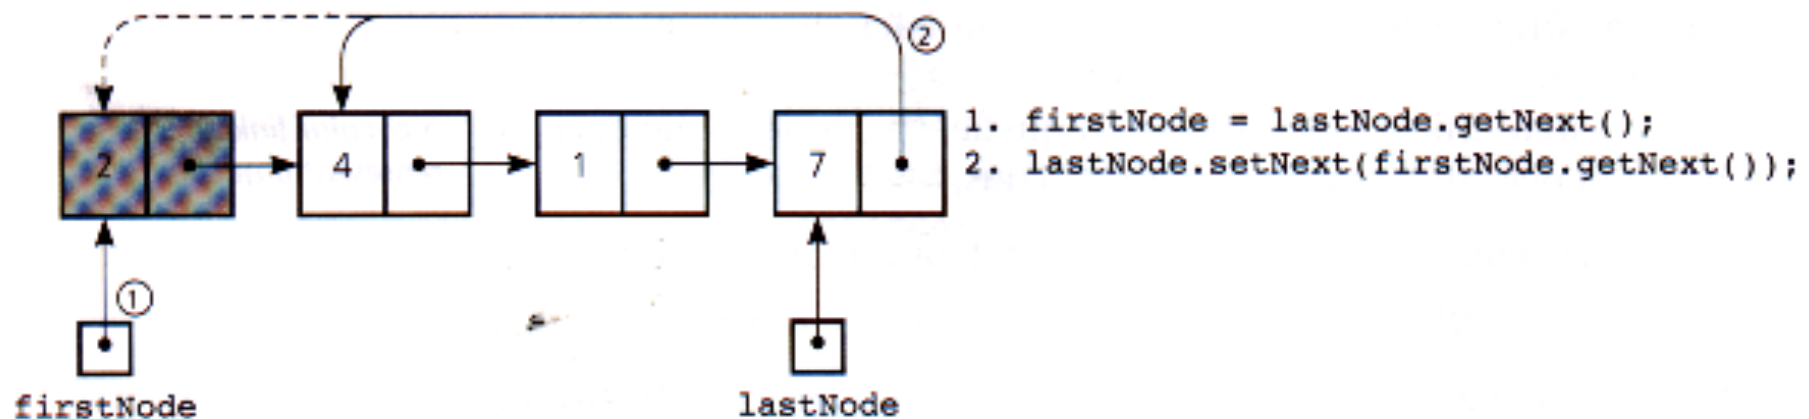 ②
2 4 1 7
1. firstNode = lastNode.getNext();
2. lastNode.setNext(firstNode.getNext());
①
firstNode lastNode